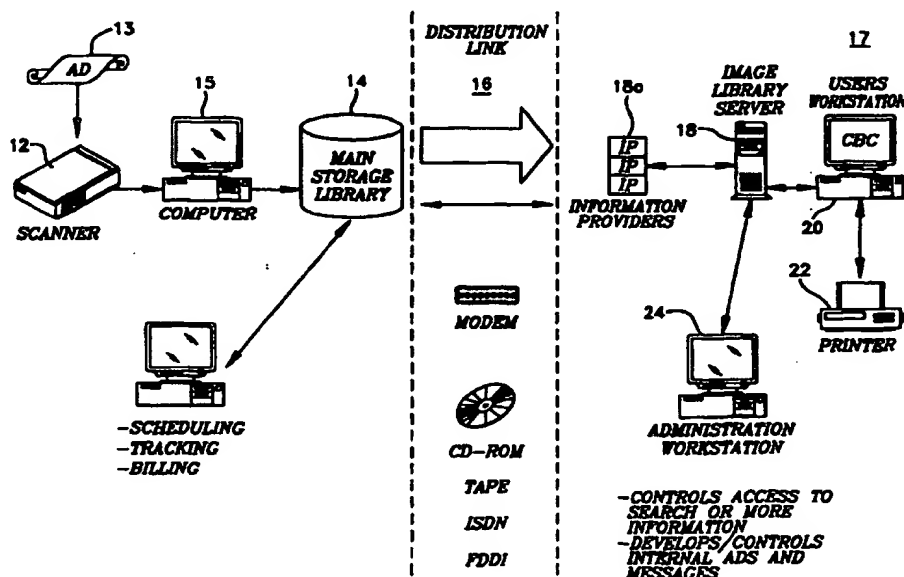 13
AD
12
SCANNER
15
COMPUTER
14
MAIN
STORAGE
LIBRARY
-SCHEDULING
-TRACKING
-BILLING
DISTRIBUTION
LINK
16
MODEM
CD-ROM
TAPE
ISDN
FDDI
17
18a
IP
IP
IP
INFORMATION
PROVIDERS
IMAGE
LIBRARY
SERVER
18
USERS
WORKSTATION
CBC
20
22
PRINTER
24
ADMINISTRATION
WORKSTATION
-CONTROLS ACCESS TO
SEARCH OR MORE
INFORMATION
-DEVELOPS/CONTROLS
INTERNAL ADS AND
MESSAGES